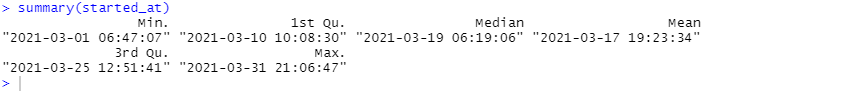 > summary(started_at)
Min. 1st Qu. Median Mean
"2021-03-01 06:47:07" "2021-03-10 10:08:30" "2021-03-19 06:19:06" "2021-03-17 19:23:34"
3rd Qu. Max.
"2021-03-25 12:51:41" "2021-03-31 21:06:47"
>